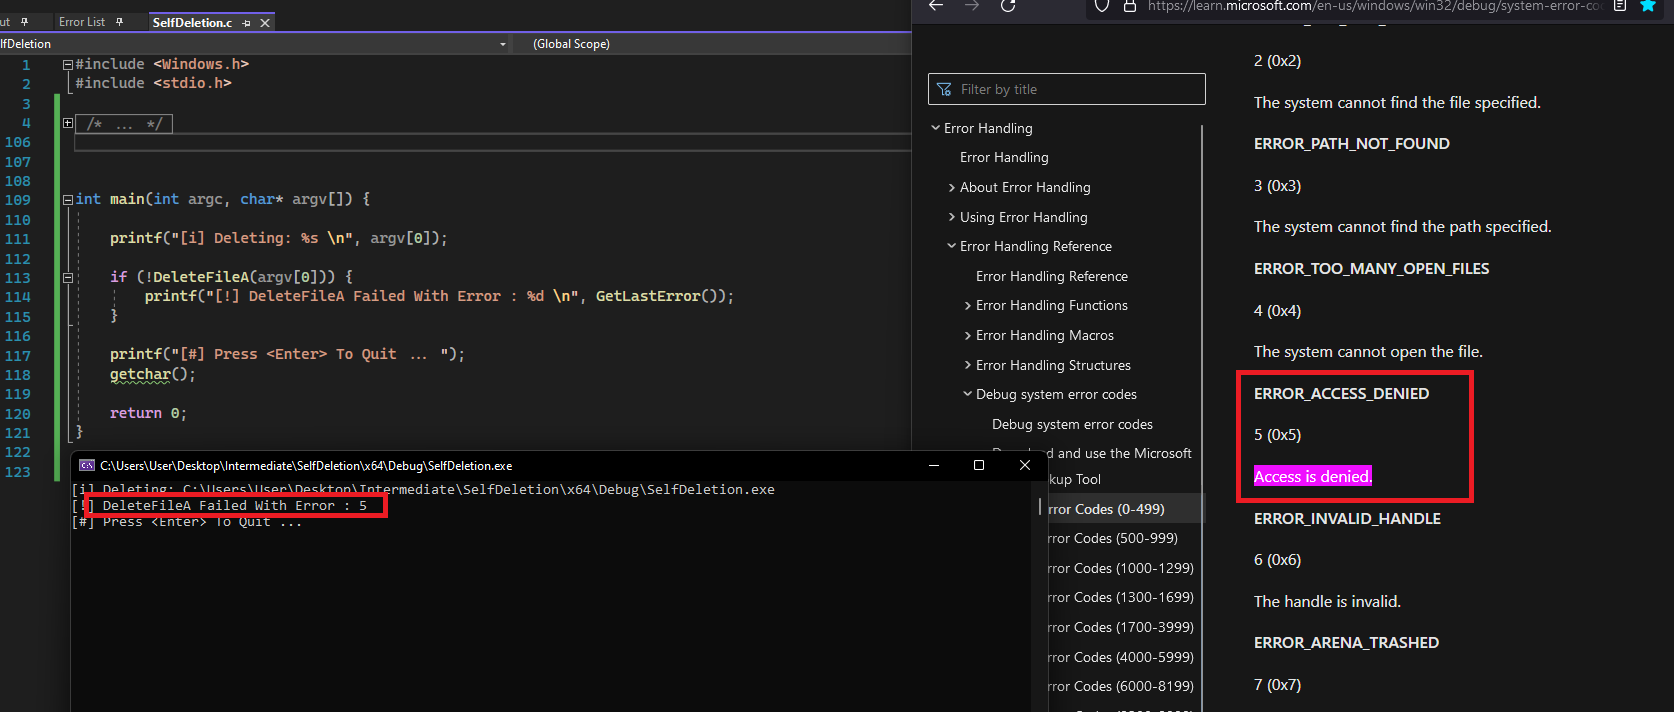 ut
Error List
SelfDeletion.c
lfDeletion
(Global Scope)
1 #include <Windows.h>
2 #include <stdio.h>
3
4 /* ... */
106
107
108
109 int main(int argc, char* argv[]) {
110
111 printf("[i] Deleting: %s \n", argv[0]);
112
113 if (!DeleteFileA(argv[0])) {
114 printf("[!] DeleteFileA Failed With Error : %d \n", GetLastError());
115 }
116
117 printf("[#] Press <Enter> To Quit ... ");
118 getchar();
119
120 return 0;
121 }
122
123
C:\Users\User\Desktop\Intermediate\SelfDeletion\x64\Debug\SelfDeletion.exe
[i] Deleting: C:\Users\User\Desktop\Intermediate\SelfDeletion\x64\Debug\SelfDeletion.exe
[!] DeleteFileA Failed With Error : 5
[#] Press <Enter> To Quit ...
https://learn.microsoft.com/en-us/windows/win32/debug/system-error-co
Filter by title
Error Handling
Error Handling
About Error Handling
Using Error Handling
Error Handling Reference
Error Handling Reference
Error Handling Functions
Error Handling Macros
Error Handling Structures
Debug system error codes
Debug system error codes
and use the Microsoft
kup Tool
rror Codes (0-499)
rror Codes (500-999)
rror Codes (1000-1299)
rror Codes (1300-1699)
rror Codes (1700-3999)
rror Codes (4000-5999)
rror Codes (6000-8199)
2 (0x2)
The system cannot find the file specified.
ERROR_PATH_NOT_FOUND
3 (0x3)
The system cannot find the path specified.
ERROR_TOO_MANY_OPEN_FILES
4 (0x4)
The system cannot open the file.
ERROR_ACCESS_DENIED
5 (0x5)
Access is denied.
ERROR_INVALID_HANDLE
6 (0x6)
The handle is invalid.
ERROR_ARENA_TRASHED
7 (0x7)